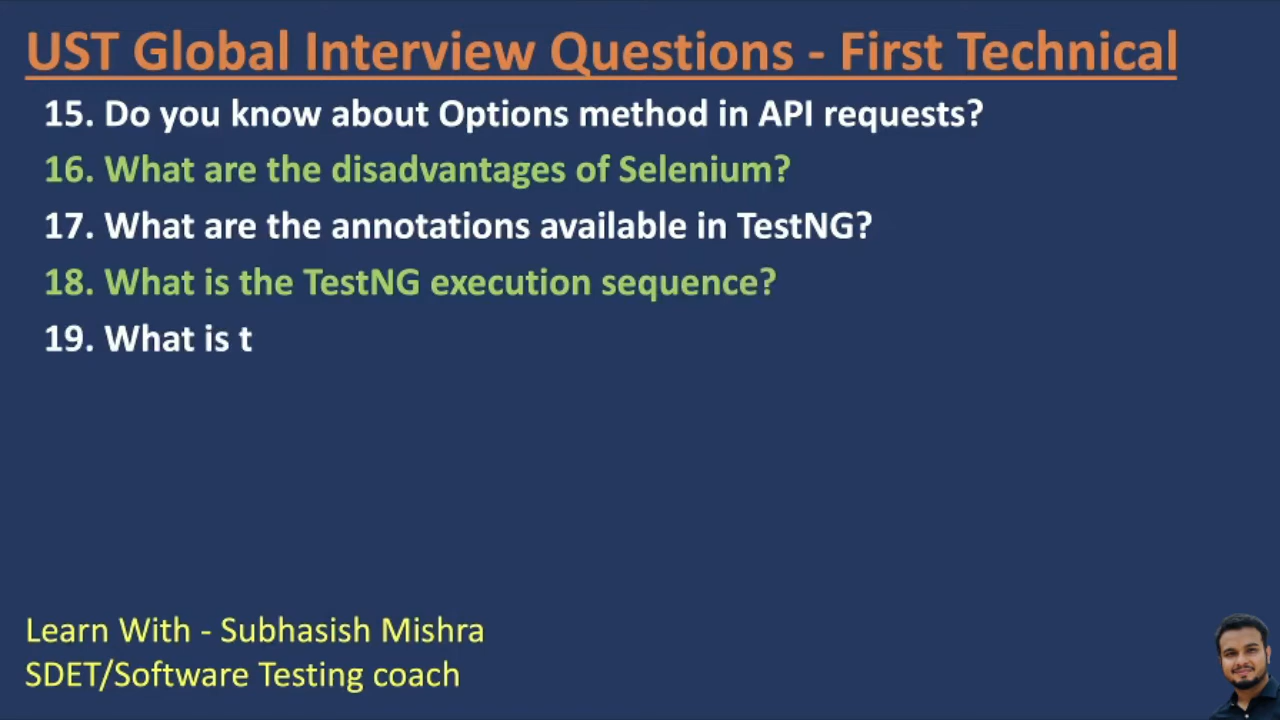 UST Global Interview Questions - First Technical
15. Do you know about Options method in API requests?
16. What are the disadvantages of Selenium?
17. What are the annotations available in TestNG?
18. What is the TestNG execution sequence?
19. What is t
Learn With - Subhasish Mishra
SDET/Software Testing coach